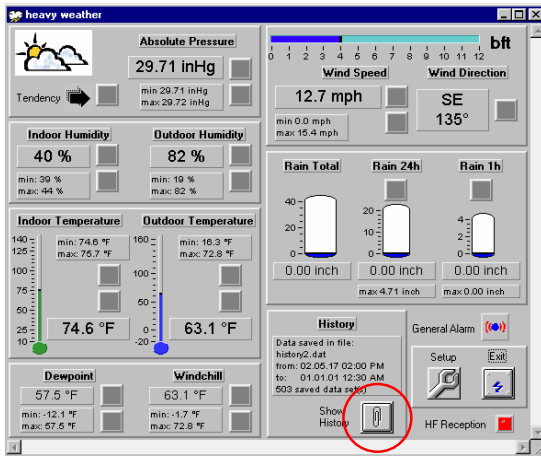 heavy weather
Absolute Pressure
29.71 inHg
Tendency
min 29.71 inHg
max 29.72 inHg
Indoor Humidity
40 %
min: 39 %
max: 44 %
Outdoor Humidity
82 %
min: 19 %
max: 82 %
Indoor Temperature
140
125
100
75
50
25
10
min: 74.6 °F
max: 75.7 °F
74.6 °F
Outdoor Temperature
160
100
50
0
-20
min: 16.3 °F
max: 72.8 °F
63.1 °F
Dewpoint
57.5 °F
min: -12.1 °F
max: 57.5 °F
Windchill
63.1 °F
min: -1.7 °F
max: 72.8 °F
0 1 2 3 4 5 6 7 8 9 10 11 12
bft
Wind Speed
12.7 mph
min 0.0 mph
max 15.4 mph
Wind Direction
SE
135°
Rain Total
40
20
0
0.00 inch
Rain 24h
20
10
0
0.00 inch
max 4.71 inch
Rain 1h
4
2
0
0.00 inch
max 0.00 inch
History
Data saved in file:
history2.dat
from: 02.05.17 02:00 PM
to: 01.01.01 12:30 AM
503 saved data set(s)
Show
History
General Alarm
Setup
Exit
HF Reception